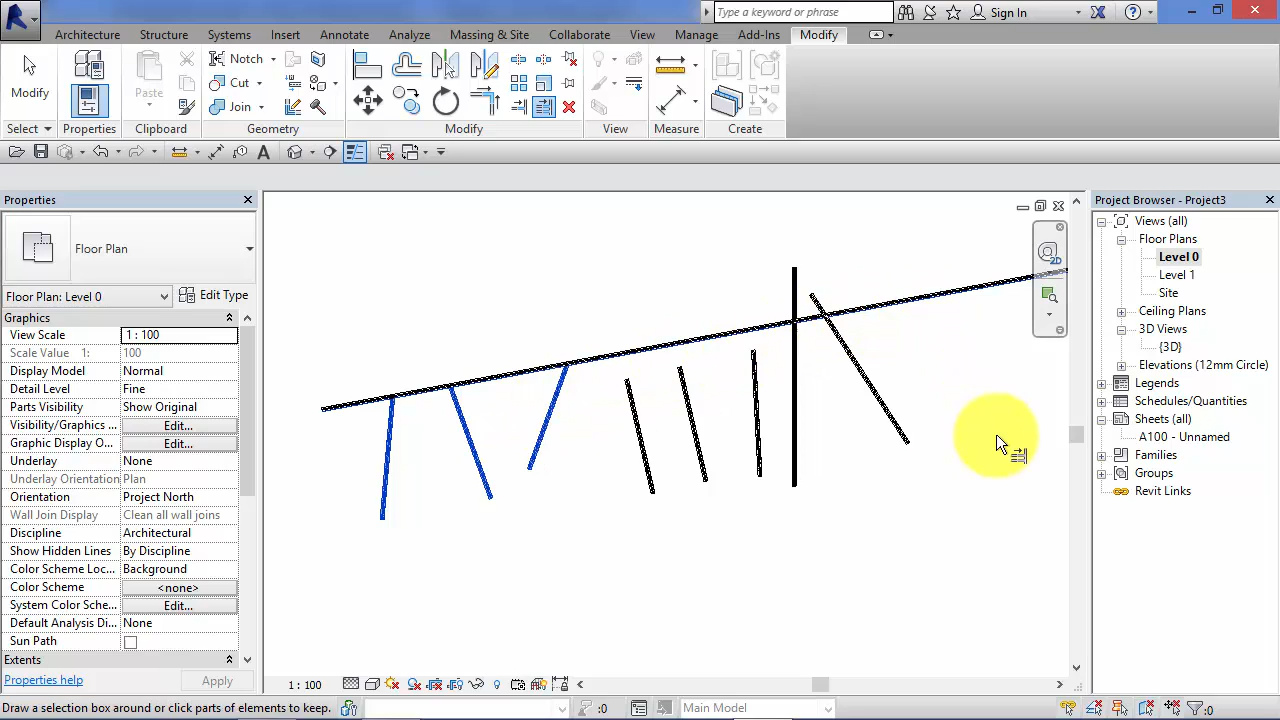 Type a keyword or phrase
Sign In
Architecture Structure Systems Insert Annotate Analyze Massing & Site Collaborate View Manage Add-Ins Modify
Modify Paste Notch Cut Join
Select Properties Clipboard Geometry Modify View Measure Create
Properties
Floor Plan
Floor Plan: Level 0 Edit Type
Graphics
View Scale 1 : 100
Scale Value 1: 100
Display Model Normal
Detail Level Fine
Parts Visibility Show Original
Visibility/Graphics ... Edit...
Graphic Display O... Edit...
Underlay None
Underlay Orientation Plan
Orientation Project North
Wall Join Display Clean all wall joins
Discipline Architectural
Show Hidden Lines By Discipline
Color Scheme Loc... Background
Color Scheme <none>
System Color Sche... Edit...
Default Analysis Di... None
Sun Path
Extents
Properties help Apply
2D
Project Browser - Project3
Views (all)
Floor Plans
Level 0
Level 1
Site
Ceiling Plans
3D Views
{3D}
Elevations (12mm Circle)
Legends
Schedules/Quantities
Sheets (all)
A100 - Unnamed
Families
Groups
Revit Links
1 : 100
Draw a selection box around or click parts of elements to keep. :0 Main Model :0